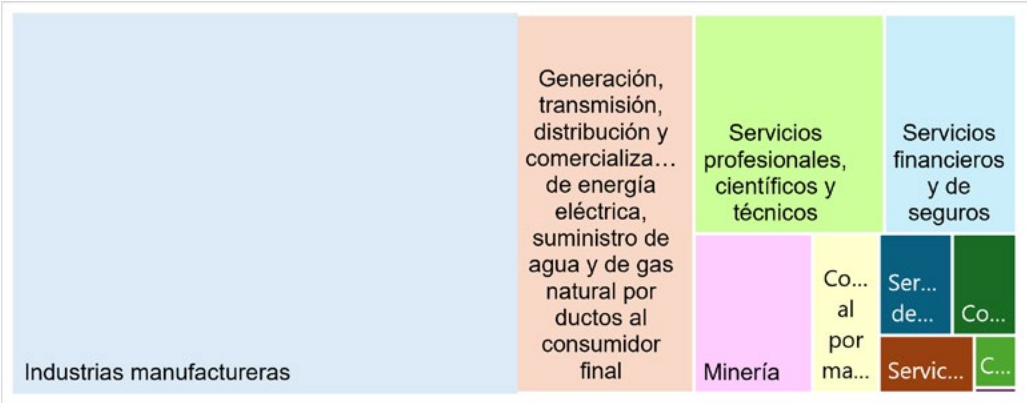 Industrias manufactureras
Generación,
transmisión,
distribución y
comercializa…
de energía
eléctrica,
suministro de
agua y de gas
natural por
ductos al
consumidor
final
Servicios
profesionales,
científicos y
técnicos
Servicios
financieros
y de
seguros
Minería
Co...
al
por
ma...
Ser...
de...
Co...
Servic...
C...